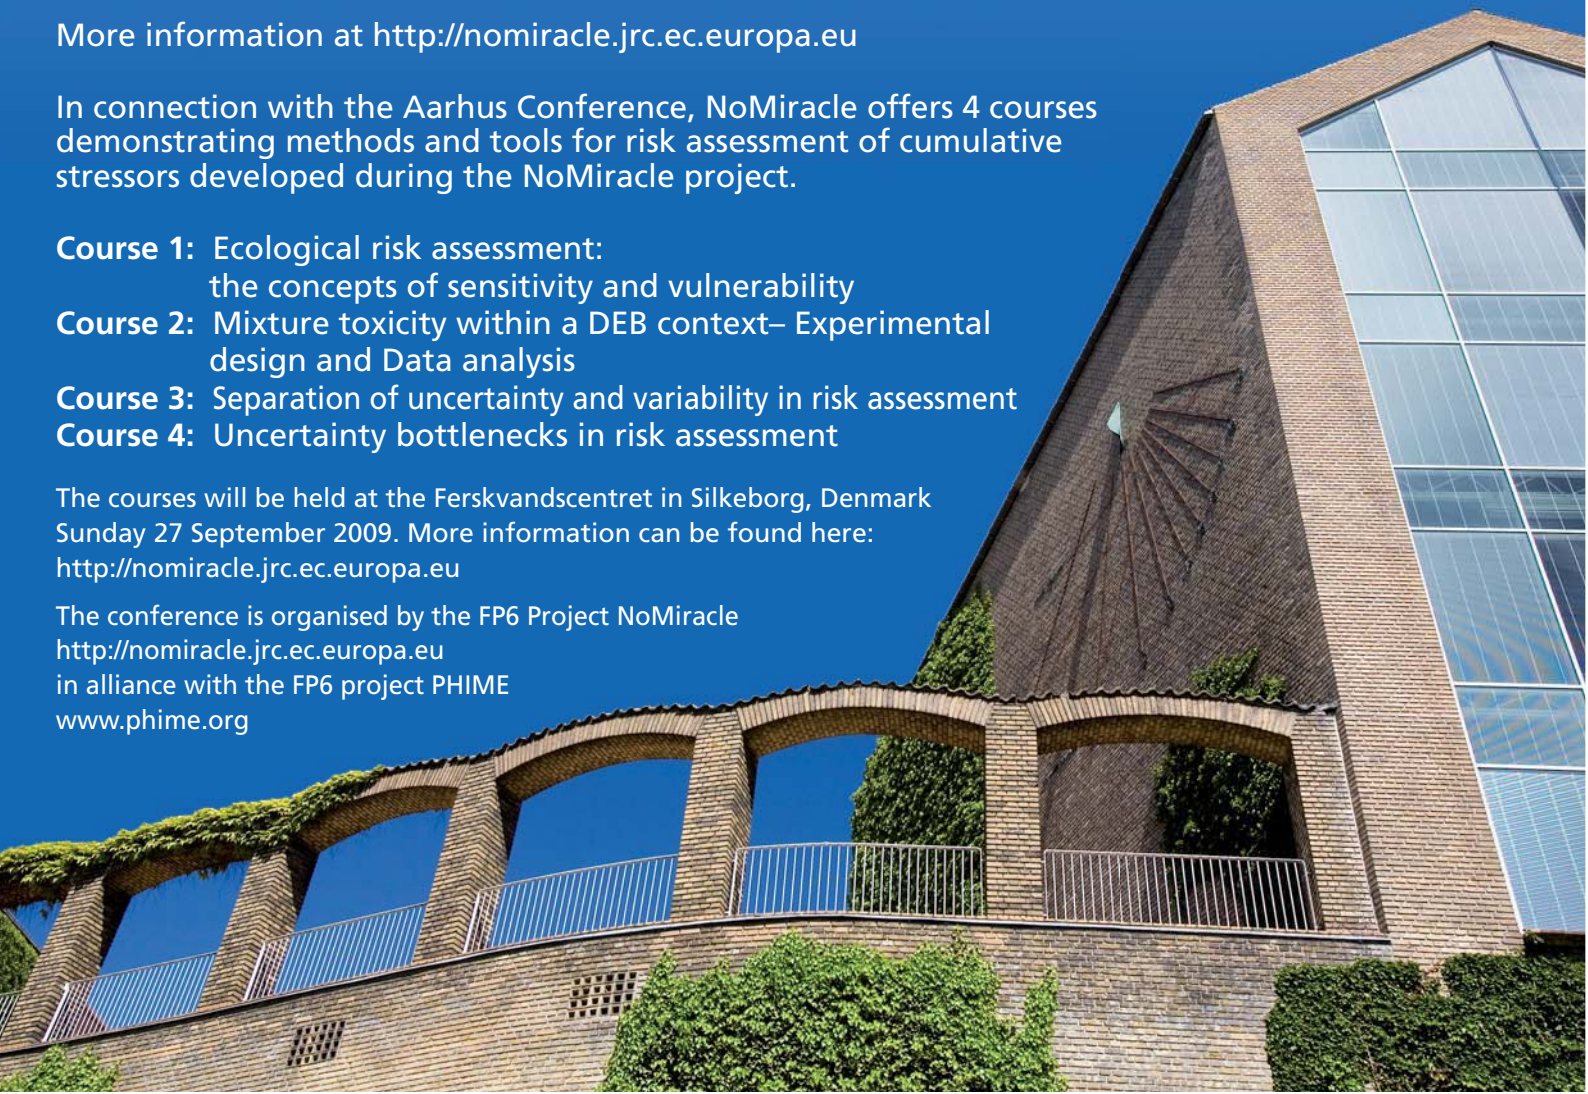 More information at http://nomiracle.jrc.ec.europa.eu
In connection with the Aarhus Conference, NoMiracle offers 4 courses
demonstrating methods and tools for risk assessment of cumulative
stressors developed during the NoMiracle project.
Course 1: Ecological risk assessment:
the concepts of sensitivity and vulnerability
Course 2: Mixture toxicity within a DEB context– Experimental
design and Data analysis
Course 3: Separation of uncertainty and variability in risk assessment
Course 4: Uncertainty bottlenecks in risk assessment
The courses will be held at the Ferskvandscentret in Silkeborg, Denmark
Sunday 27 September 2009. More information can be found here:
http://nomiracle.jrc.ec.europa.eu
The conference is organised by the FP6 Project NoMiracle
http://nomiracle.jrc.ec.europa.eu
in alliance with the FP6 project PHIME
www.phime.org